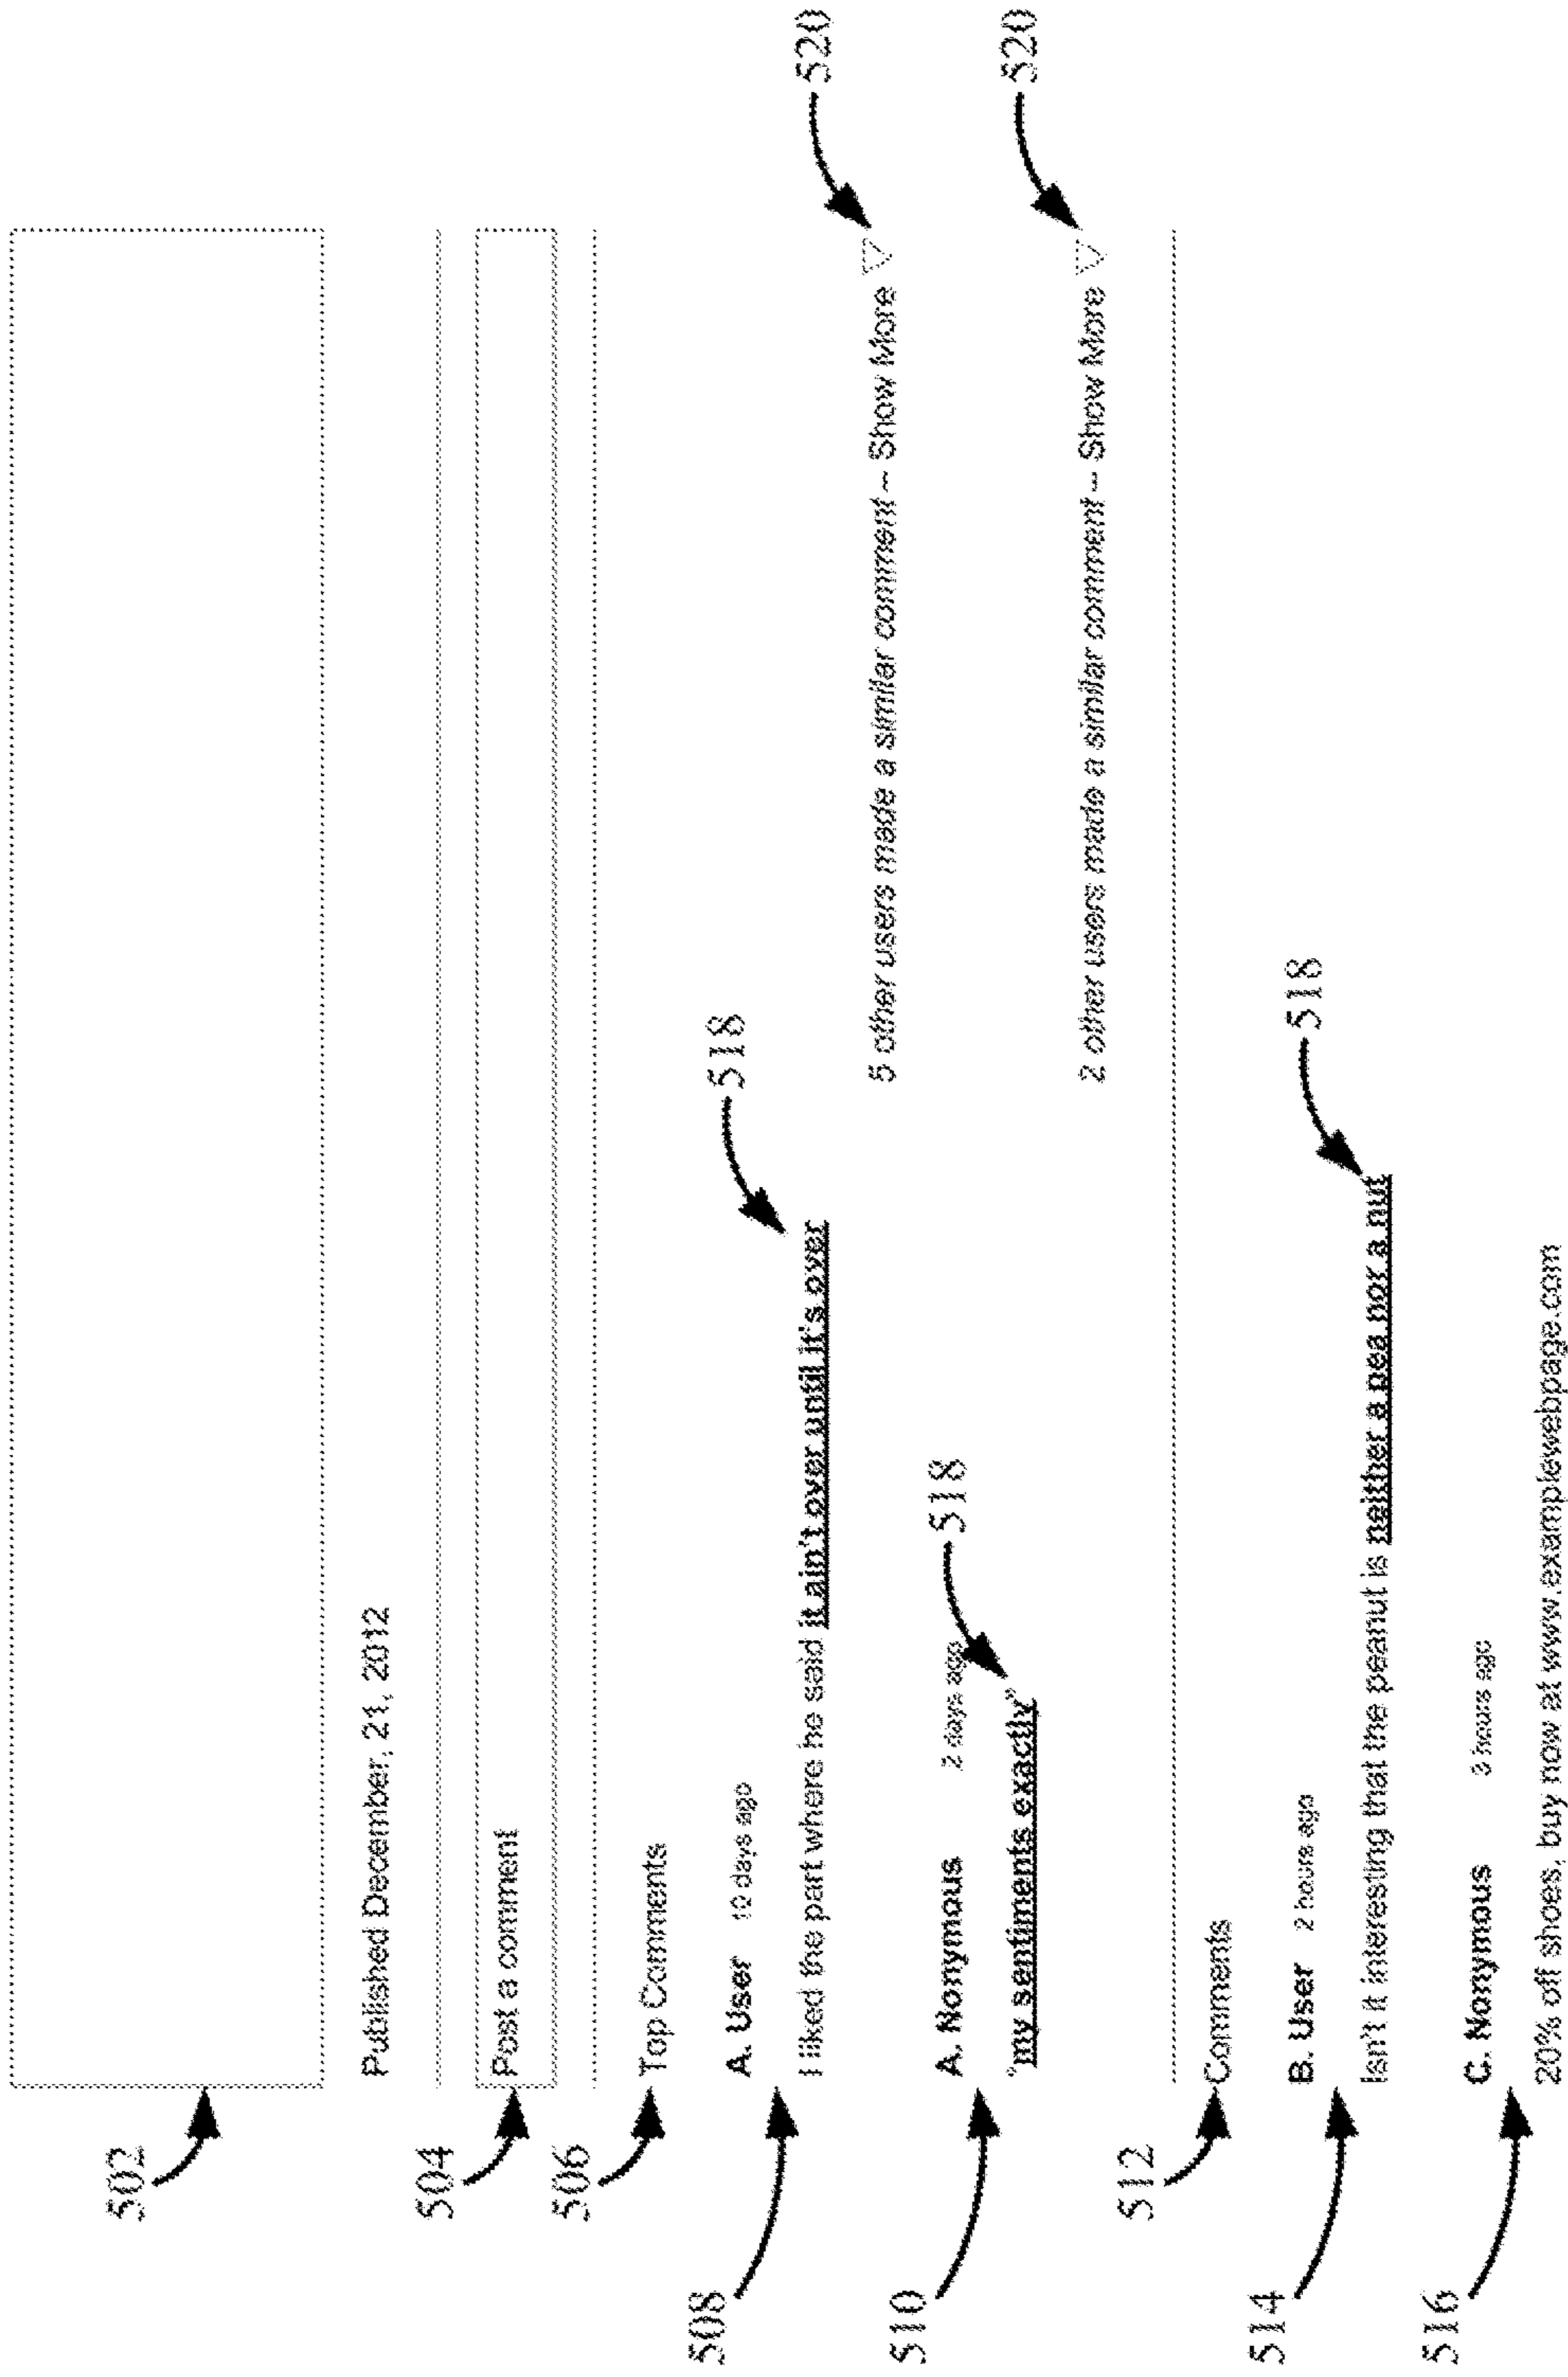 502
Published December, 21, 2012
504
Post a comment
506
Top Comments
508
A. User 10 days ago
518
I liked the part where he said it ain't over until it's over
5 other users made a similar comment – Show More
520
510
A. Nonymous 2 days ago
518
"my sentiments exactly"
2 other users made a similar comment – Show More
520
512
Comments
514
B. User 2 hours ago
518
Isn't it interesting that the peanut is neither a pea nor a nut
516
C. Nonymous 3 hours ago
20% off shoes, buy now at www.examplewebpage.com